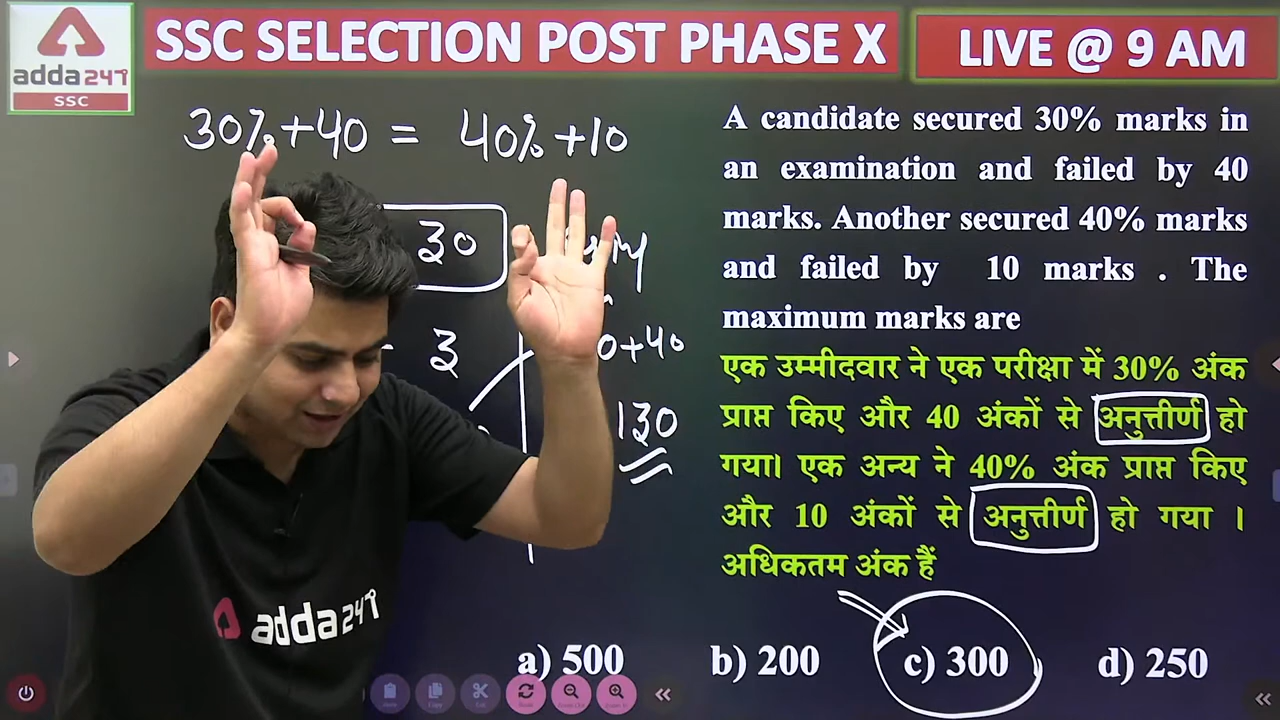 adda247
SSC
SSC SELECTION POST PHASE X
LIVE @ 9 AM
30%+40 = 40%+10
30
3
0+40
130
A candidate secured 30% marks in
an examination and failed by 40
marks. Another secured 40% marks
and failed by 10 marks . The
maximum marks are
एक उम्मीदवार ने एक परीक्षा में 30% अंक
प्राप्त किए और 40 अंकों से अनुत्तीर्ण हो
गया। एक अन्य ने 40% अंक प्राप्त किए
और 10 अंकों से अनुत्तीर्ण हो गया ।
अधिकतम अंक हैं
a) 500 b) 200 c) 300 d) 250
adda247